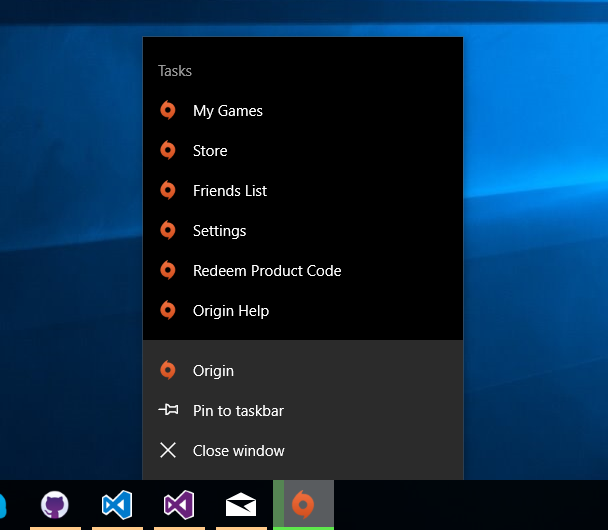 Tasks
My Games
Store
Friends List
Settings
Redeem Product Code
Origin Help
Origin
Pin to taskbar
Close window